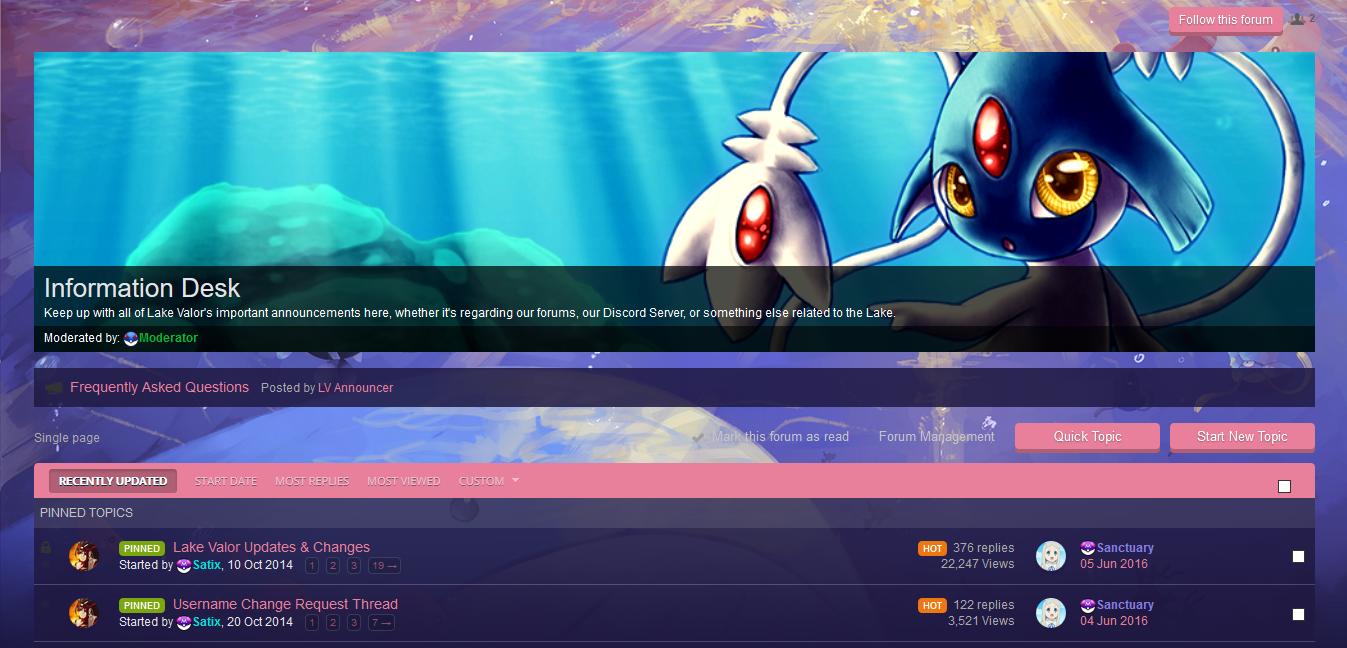 Follow this forum 2
Information Desk
Keep up with all of Lake Valor's important announcements here, whether it's regarding our forums, our Discord Server, or something else related to the Lake.
Moderated by: Moderator
Frequently Asked Questions Posted by LV Announcer
Single page Mark this forum as read Forum Management Quick Topic Start New Topic
RECENTLY UPDATED START DATE MOST REPLIES MOST VIEWED CUSTOM
PINNED TOPICS
PINNED Lake Valor Updates & Changes HOT 376 replies Sanctuary
Started by Satix, 10 Oct 2014 1 2 3 19 → 22,247 Views 05 Jun 2016
PINNED Username Change Request Thread HOT 122 replies Sanctuary
Started by Satix, 20 Oct 2014 1 2 3 7 → 3,521 Views 04 Jun 2016